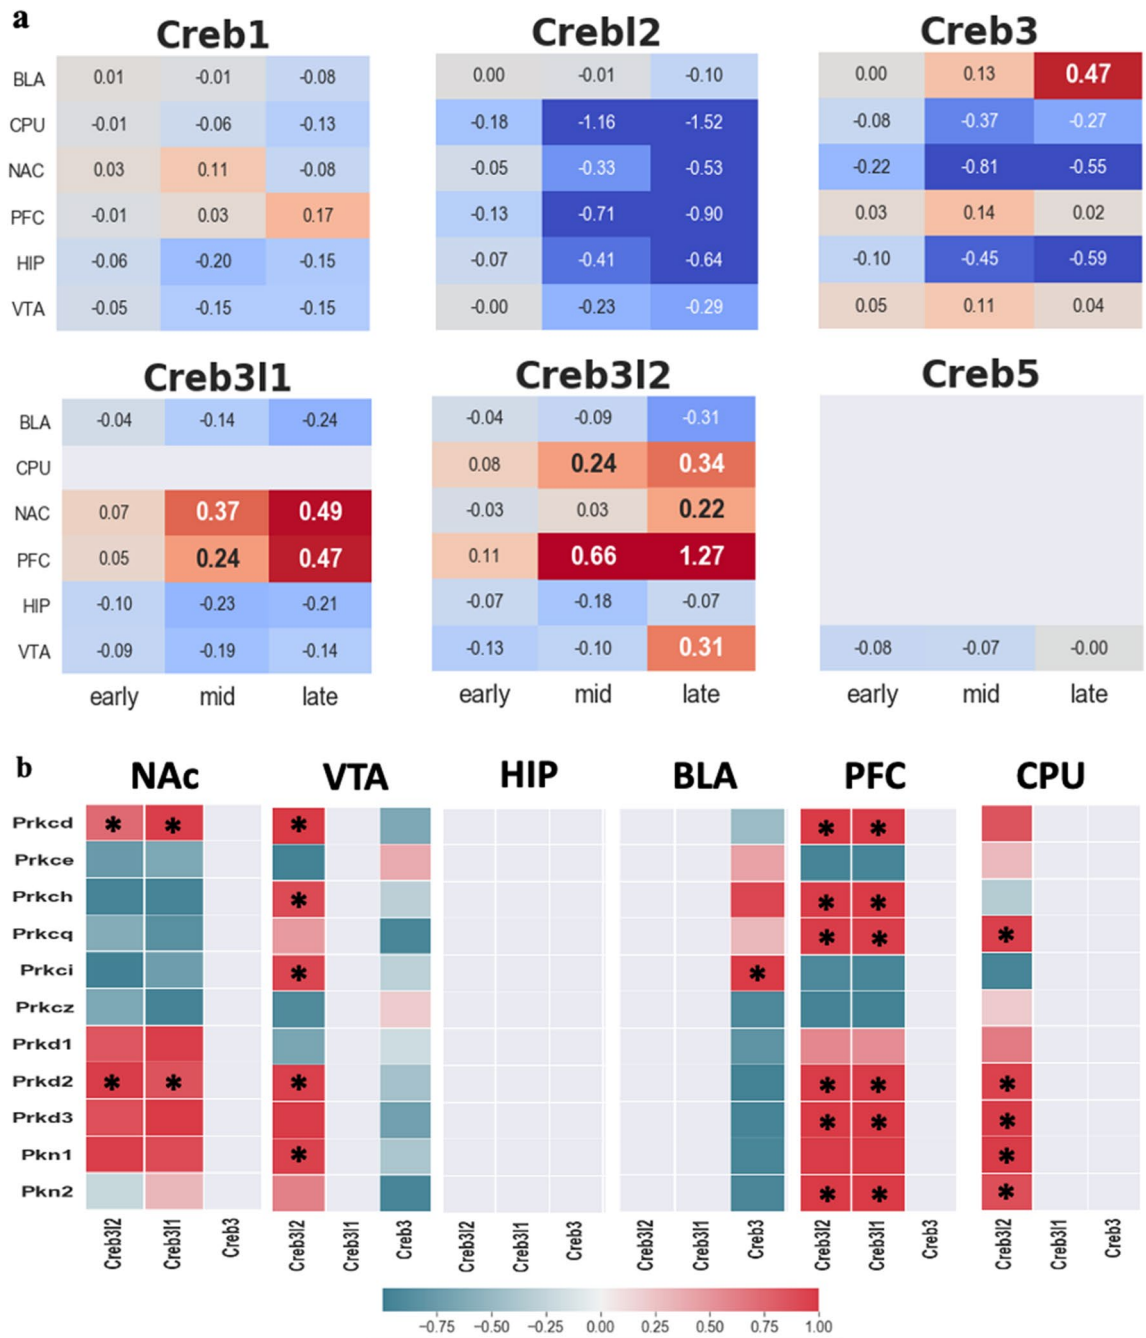 a
Creb1 Crebl2 Creb3
BLA 0.01 -0.01 -0.08 0.00 -0.01 -0.10 0.00 0.13 0.47
CPU -0.01 -0.06 -0.13 -0.18 -1.16 -1.52 -0.08 -0.37 -0.27
NAC 0.03 0.11 -0.08 -0.05 -0.33 -0.53 -0.22 -0.81 -0.55
PFC -0.01 0.03 0.17 -0.13 -0.71 -0.90 0.03 0.14 0.02
HIP -0.06 -0.20 -0.15 -0.07 -0.41 -0.64 -0.10 -0.45 -0.59
VTA -0.05 -0.15 -0.15 -0.00 -0.23 -0.29 0.05 0.11 0.04
Creb3l1 Creb3l2 Creb5
BLA -0.04 -0.14 -0.24 -0.04 -0.09 -0.31
CPU 0.08 0.24 0.34
NAC 0.07 0.37 0.49 -0.03 0.03 0.22
PFC 0.05 0.24 0.47 0.11 0.66 1.27
HIP -0.10 -0.23 -0.21 -0.07 -0.18 -0.07
VTA -0.09 -0.19 -0.14 -0.13 -0.10 0.31 -0.08 -0.07 -0.00
early mid late early mid late early mid late
b
NAc VTA HIP BLA PFC CPU
Prkcd * * * * *
Prkce
Prkch * * *
Prkcq * * *
Prkci * *
Prkcz
Prkd1
Prkd2 * * * * * *
Prkd3 * * *
Pkn1 * *
Pkn2 * * *
Creb3l2 Creb3l1 Creb3 Creb3l2 Creb3l1 Creb3 Creb3l2 Creb3l1 Creb3 Creb3l2 Creb3l1 Creb3 Creb3l2 Creb3l1 Creb3 Creb3l2 Creb3l1 Creb3
-0.75 -0.50 -0.25 0.00 0.25 0.50 0.75 1.00